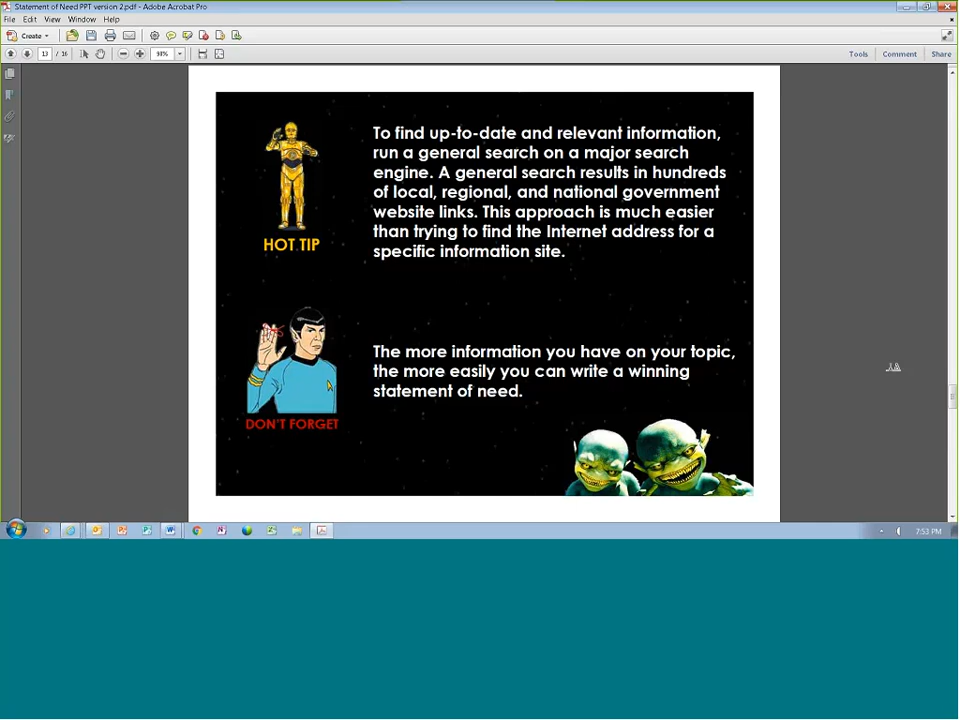 Statement of Need PPT version 2.pdf - Adobe Acrobat Pro
File Edit View Window Help
Create
13 / 16
98%
Tools Comment Share
To find up-to-date and relevant information,
run a general search on a major search
engine. A general search results in hundreds
of local, regional, and national government
website links. This approach is much easier
than trying to find the Internet address for a
specific information site.
HOT TIP
The more information you have on your topic,
the more easily you can write a winning
statement of need.
DON'T FORGET
7:53 PM